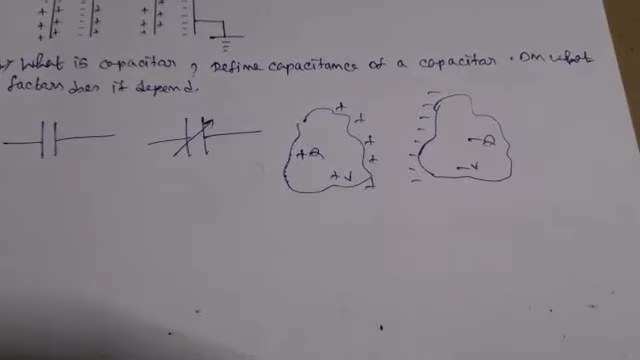 What is capacitor, Define capacitance of a capacitor. On what
factors does it depend.
+Q
+V
-Q
-V